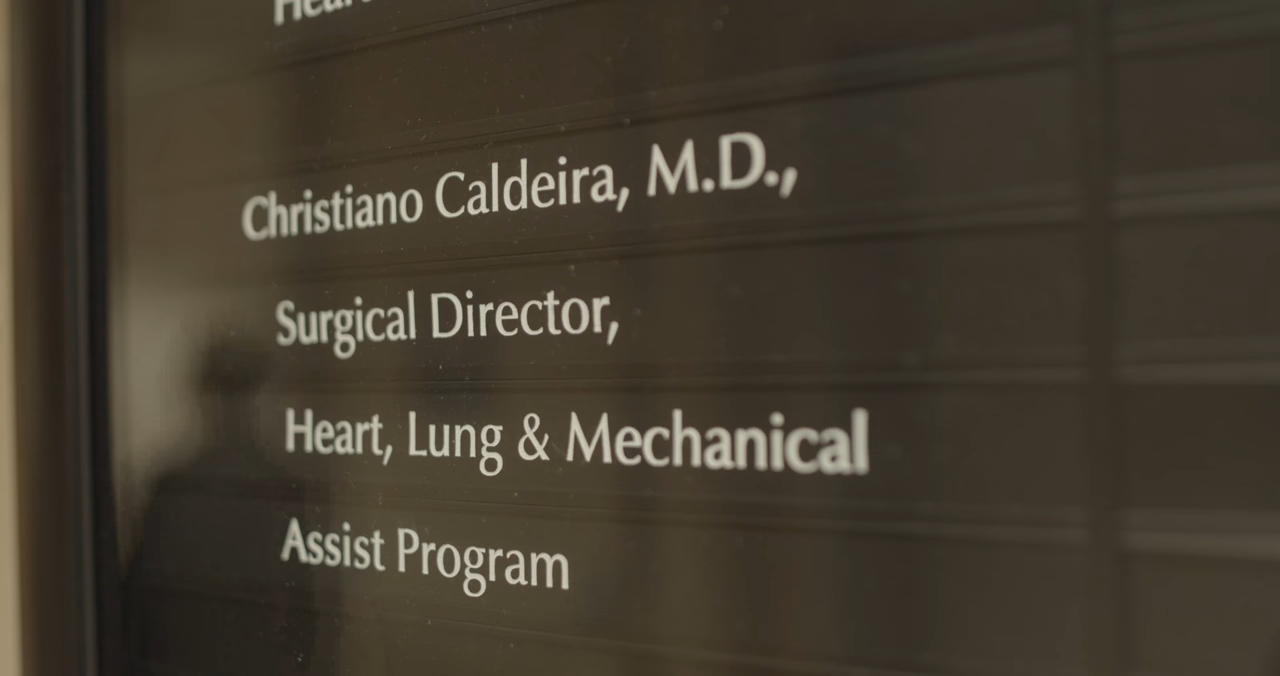 Christiano Caldeira, M.D.,
Surgical Director,
Heart, Lung & Mechanical
Assist Program